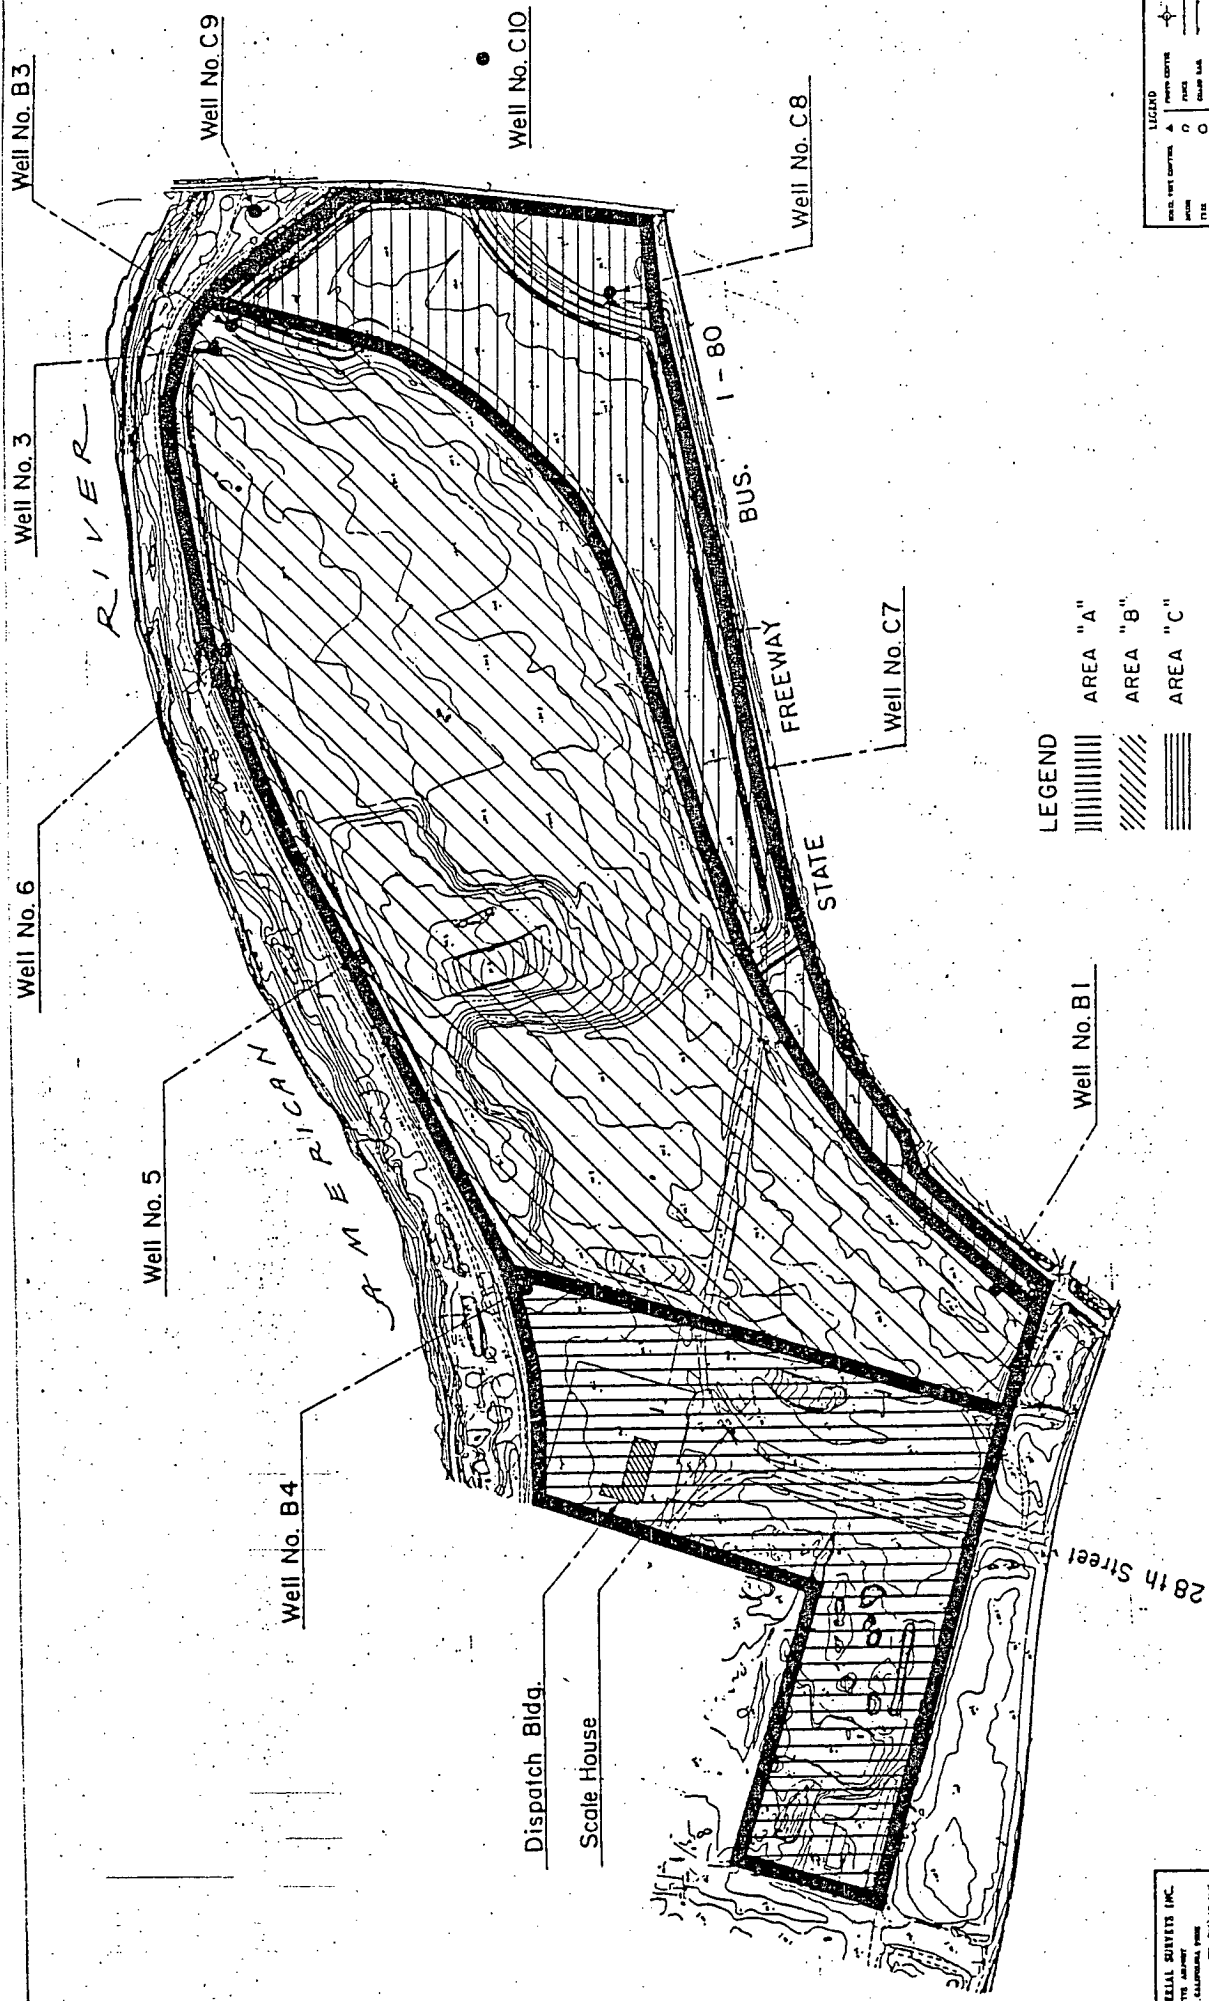 Well No. B3
Well No. C9
Well No. C10
Well No. C8
Well No. 3
Well No. 6
Well No. 5
Well No. B4
AMERICAN RIVER
Dispatch Bldg.
Scale House
STATE FREEWAY BUS. I-80
Well No. C7
Well No. B1
28th Street
LEGEND
AREA "A"
AREA "B"
AREA "C"
LEGEND